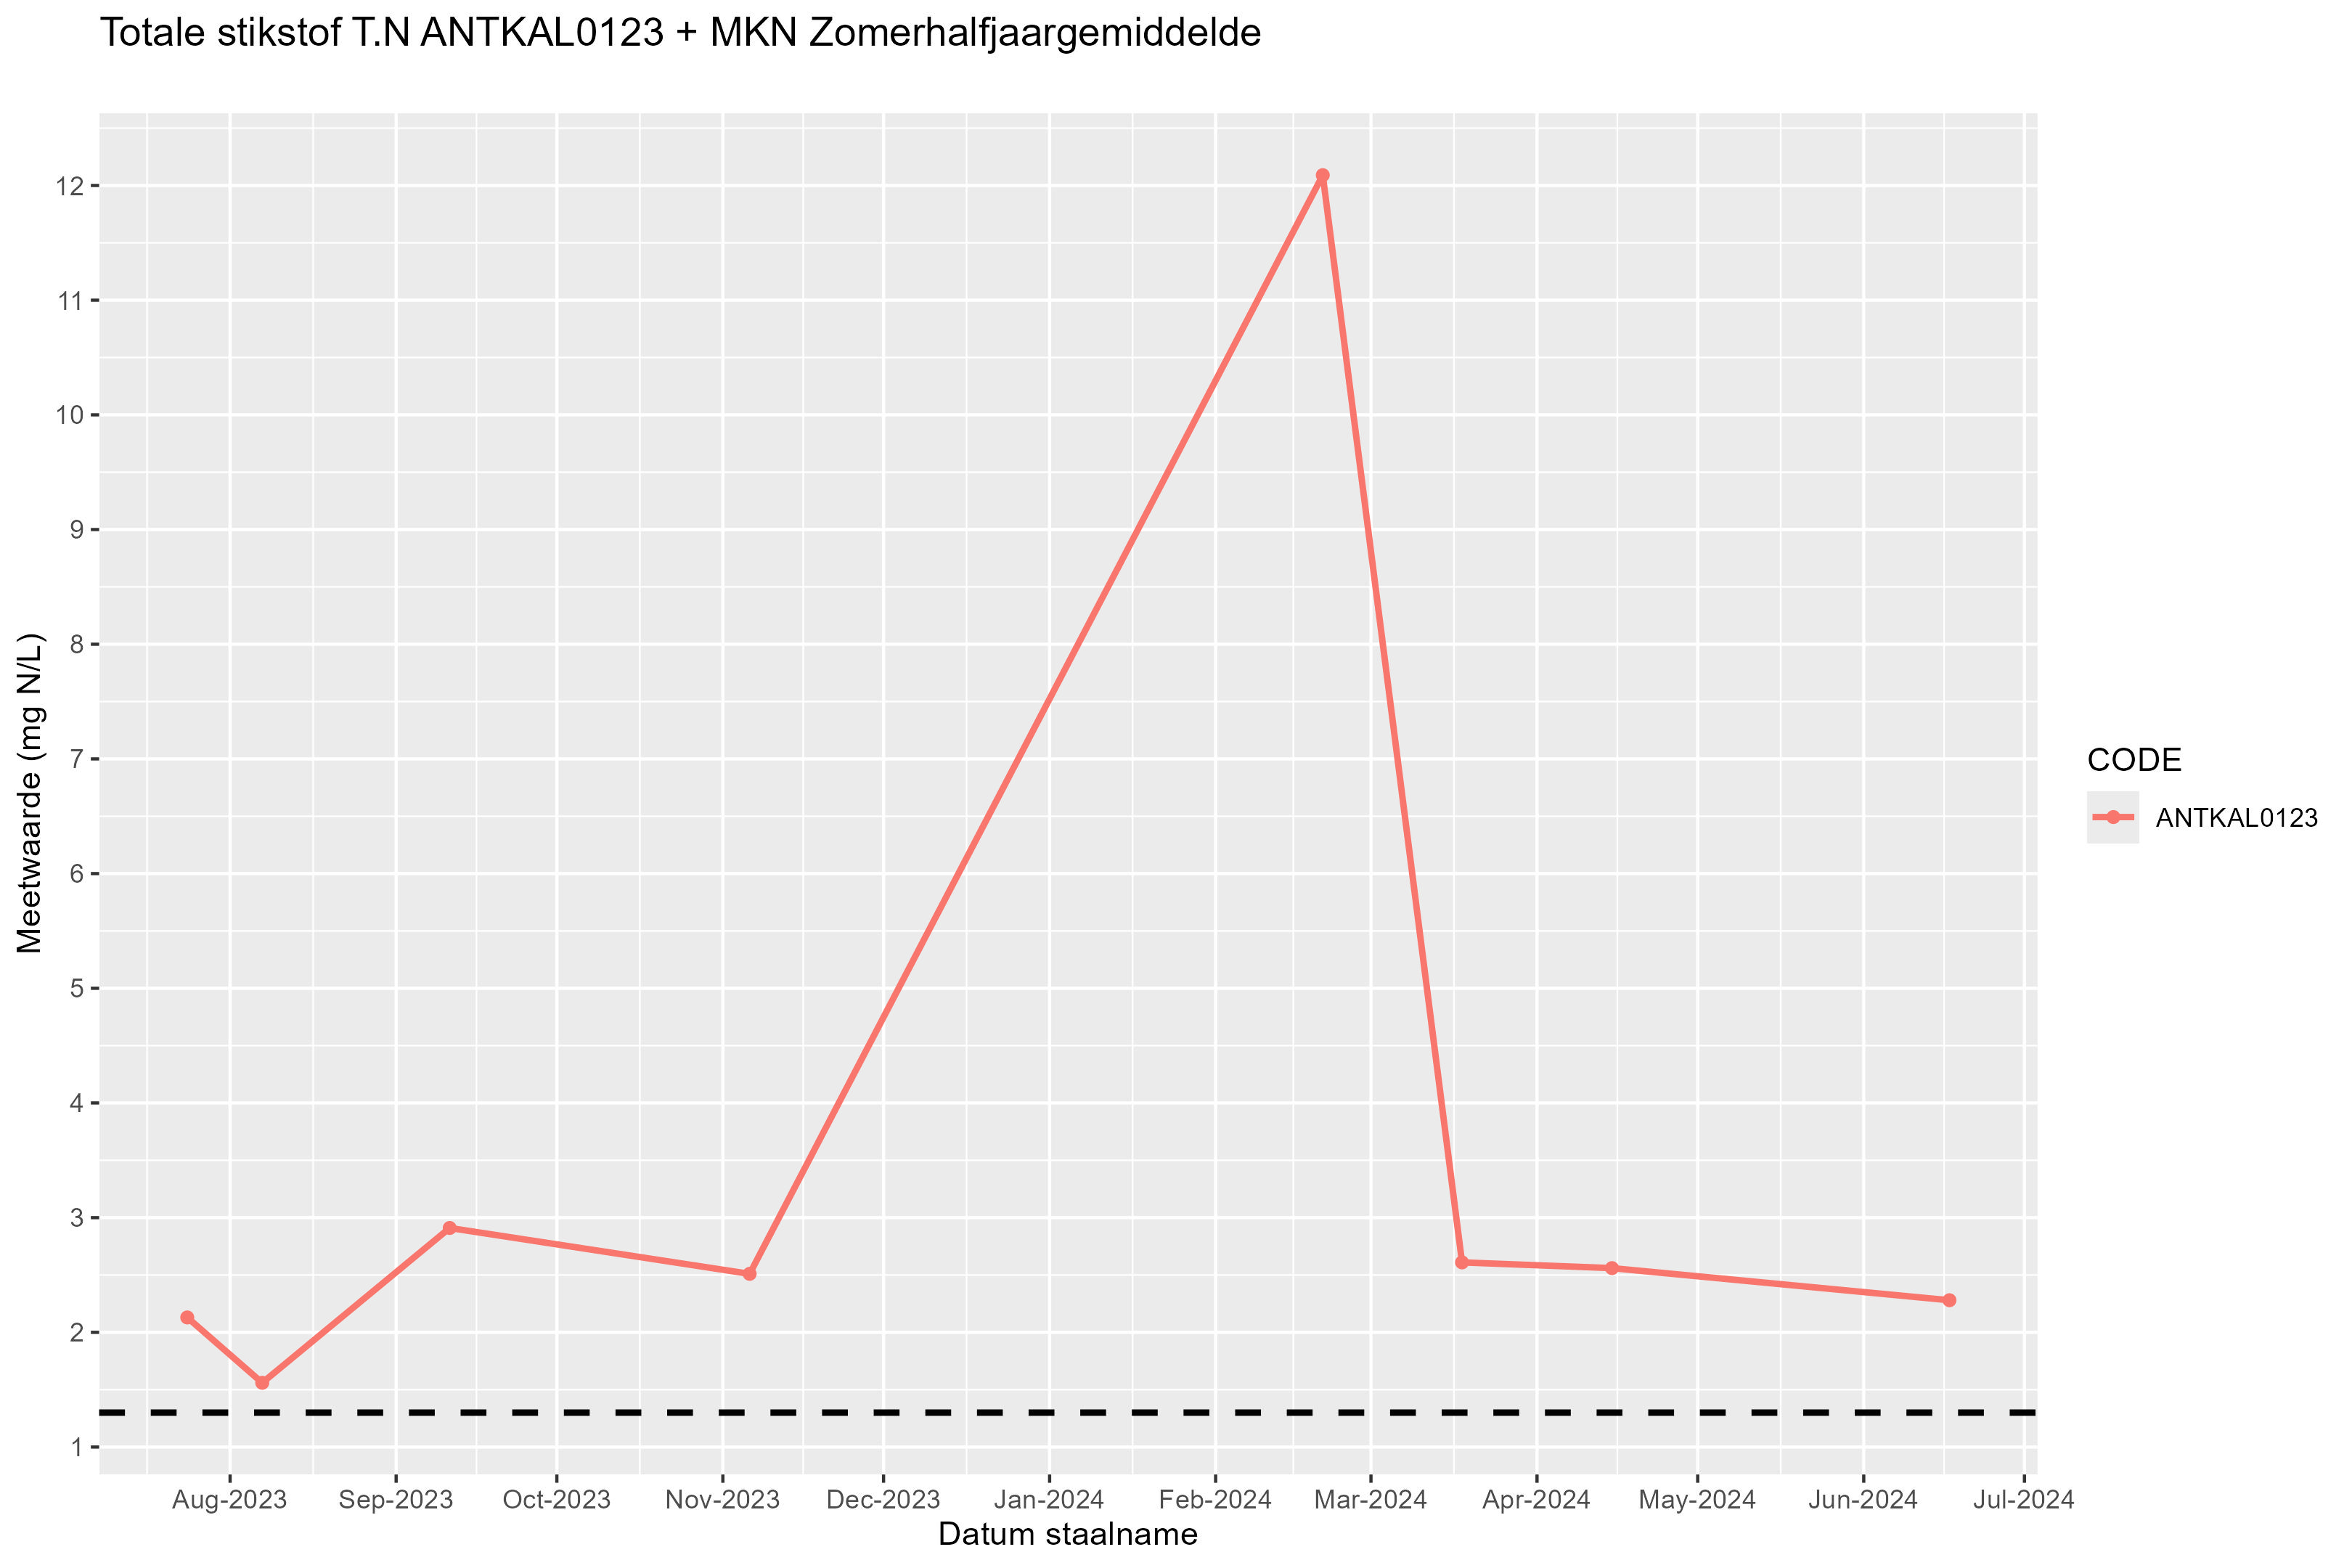 Totale stikstof T.N ANTKAL0123 + MKN Zomerhalfjaargemiddelde
12
11
10
9
8
7
6
5
4
3
2
1
Meetwaarde (mg N/L)
Aug-2023 Sep-2023 Oct-2023 Nov-2023 Dec-2023 Jan-2024 Feb-2024 Mar-2024 Apr-2024 May-2024 Jun-2024 Jul-2024
Datum staalname
CODE
ANTKAL0123